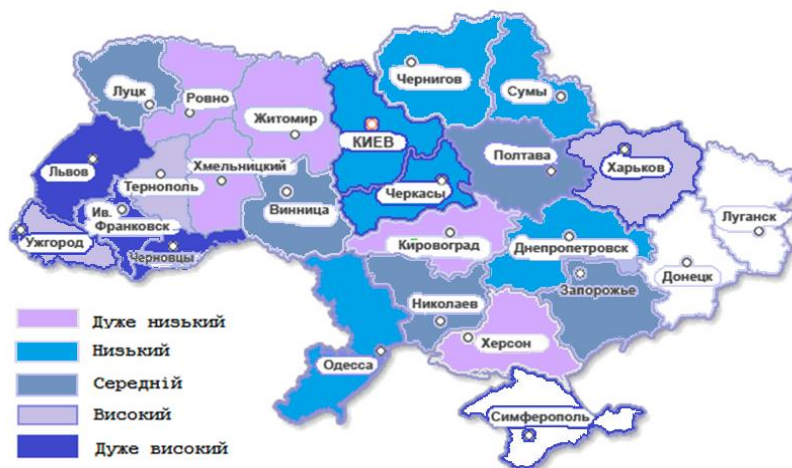 Чернигов
Луцк
Ровно
Сумы
Житомир
КИЕВ
Львов
Хмельницкий
Полтава
Харьков
Тернополь
Черкасы
Винница
Ив.
Франковск
Луганск
Ужгород
Черновцы
Кировоград
Днепропетровск
Донецк
Запорожье
Николаев
Херсон
Одесса
Симферополь
Дуже низький
Низький
Середній
Високий
Дуже високий